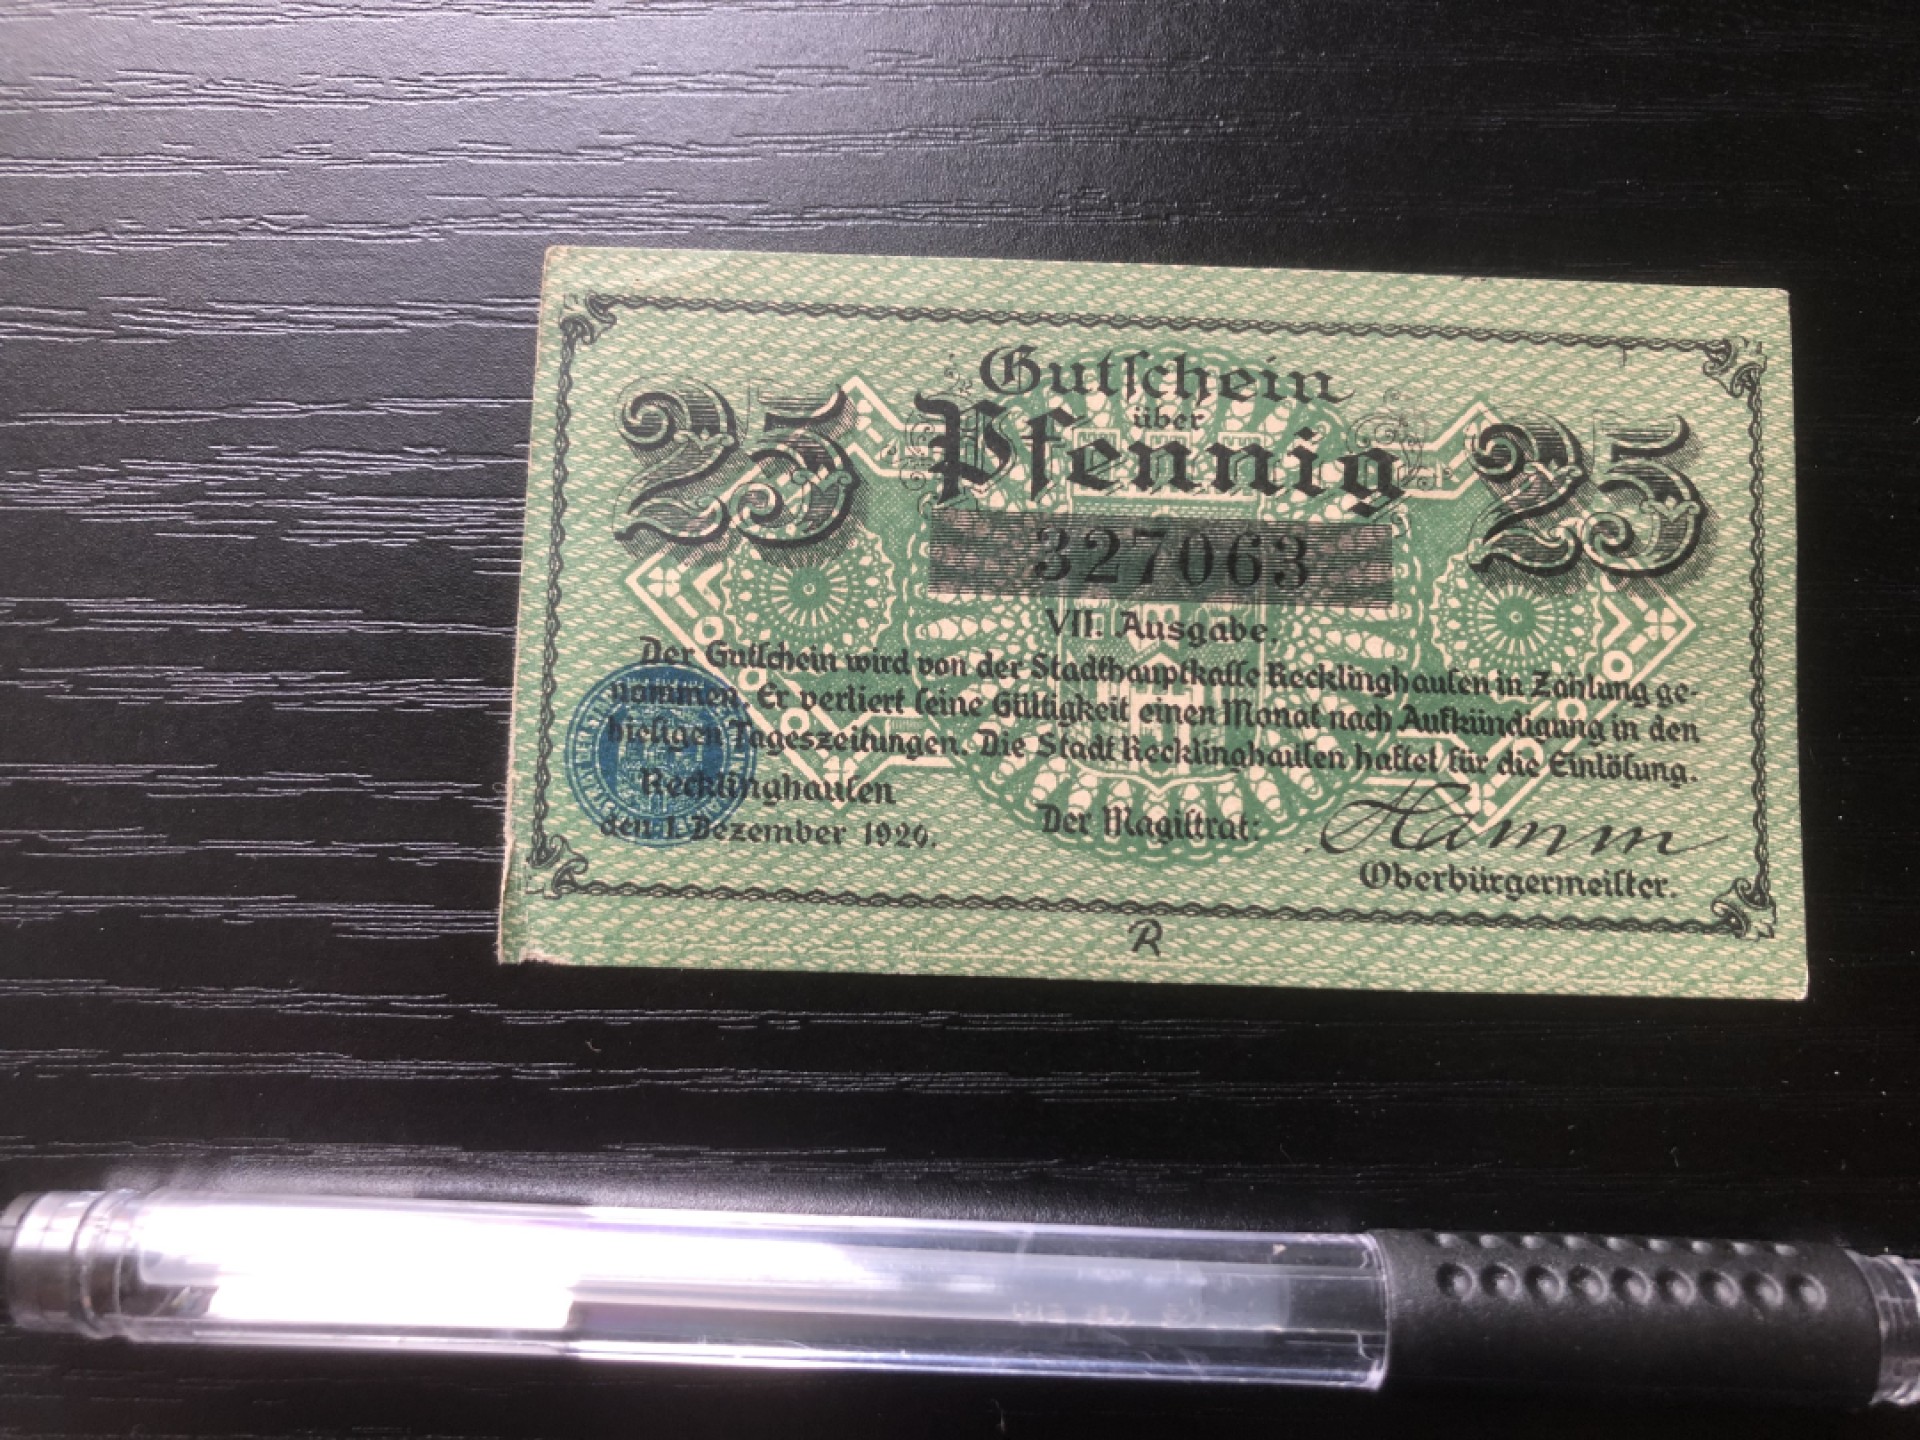 Gutſchein
über
25 Pfennig 25
327063
VII. Ausgabe.
Der Gutſchein wird von der Stadthauptkaſſe Recklinghauſen in Zahlung ge-
nommen. Er verliert ſeine Gültigkeit einen Monat nach Aufkündigung in den
hieſigen Tageszeitungen. Die Stadt Recklinghauſen haftet für die Einlöſung.
Recklinghauſen
den 1. Dezember 1920.
Der Magiſtrat:
Hamm
Oberbürgermeiſter.
R